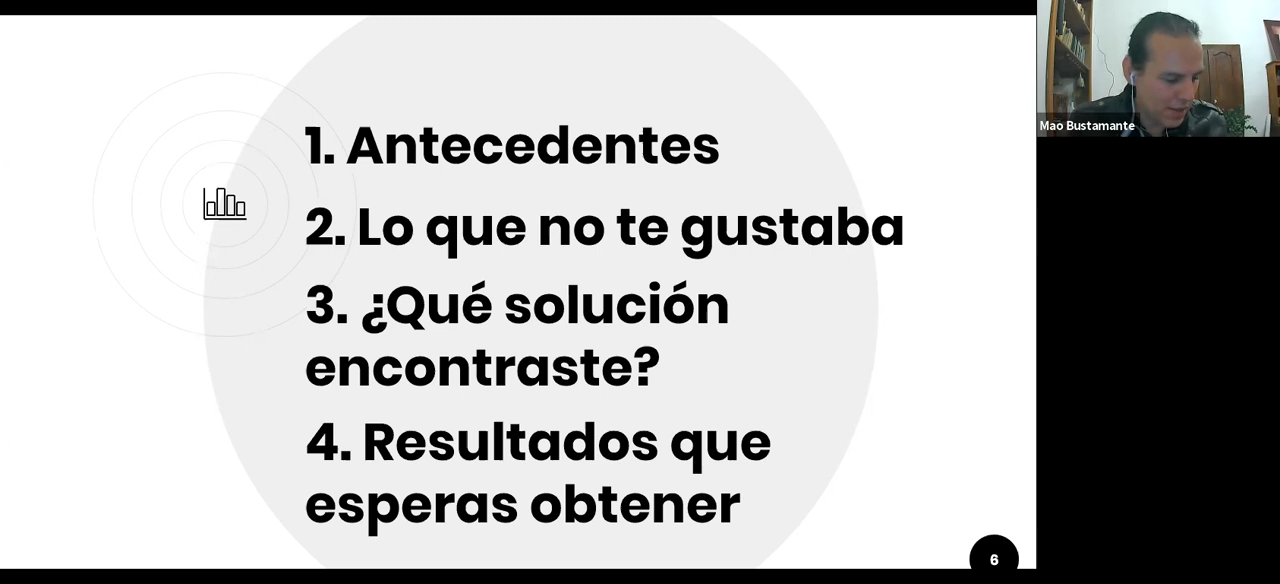 1. Antecedentes
2. Lo que no te gustaba
3. ¿Qué solución
encontraste?
4. Resultados que
esperas obtener
6
Mao Bustamante